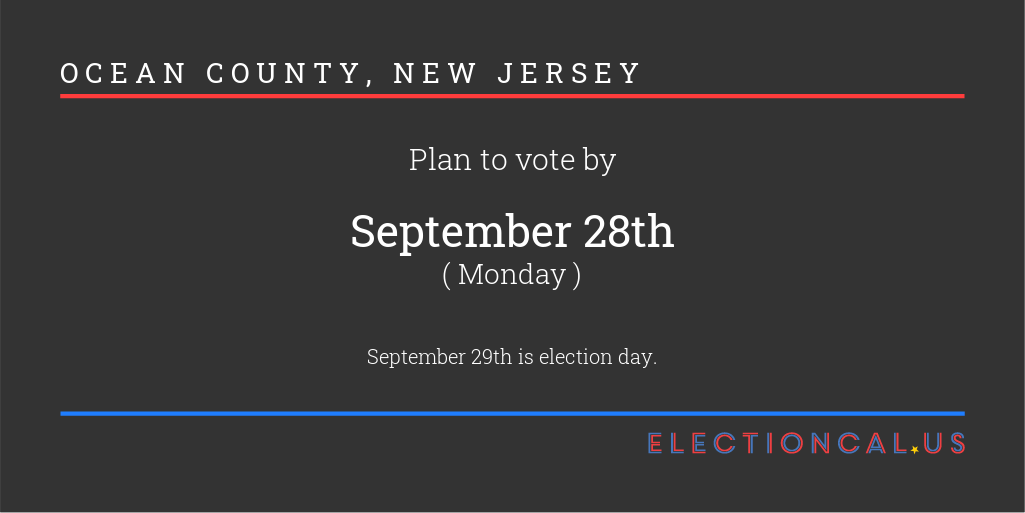 OCEAN COUNTY, NEW JERSEY
Plan to vote by
September 28th
( Monday )
September 29th is election day.
ELECTIONCAL.US